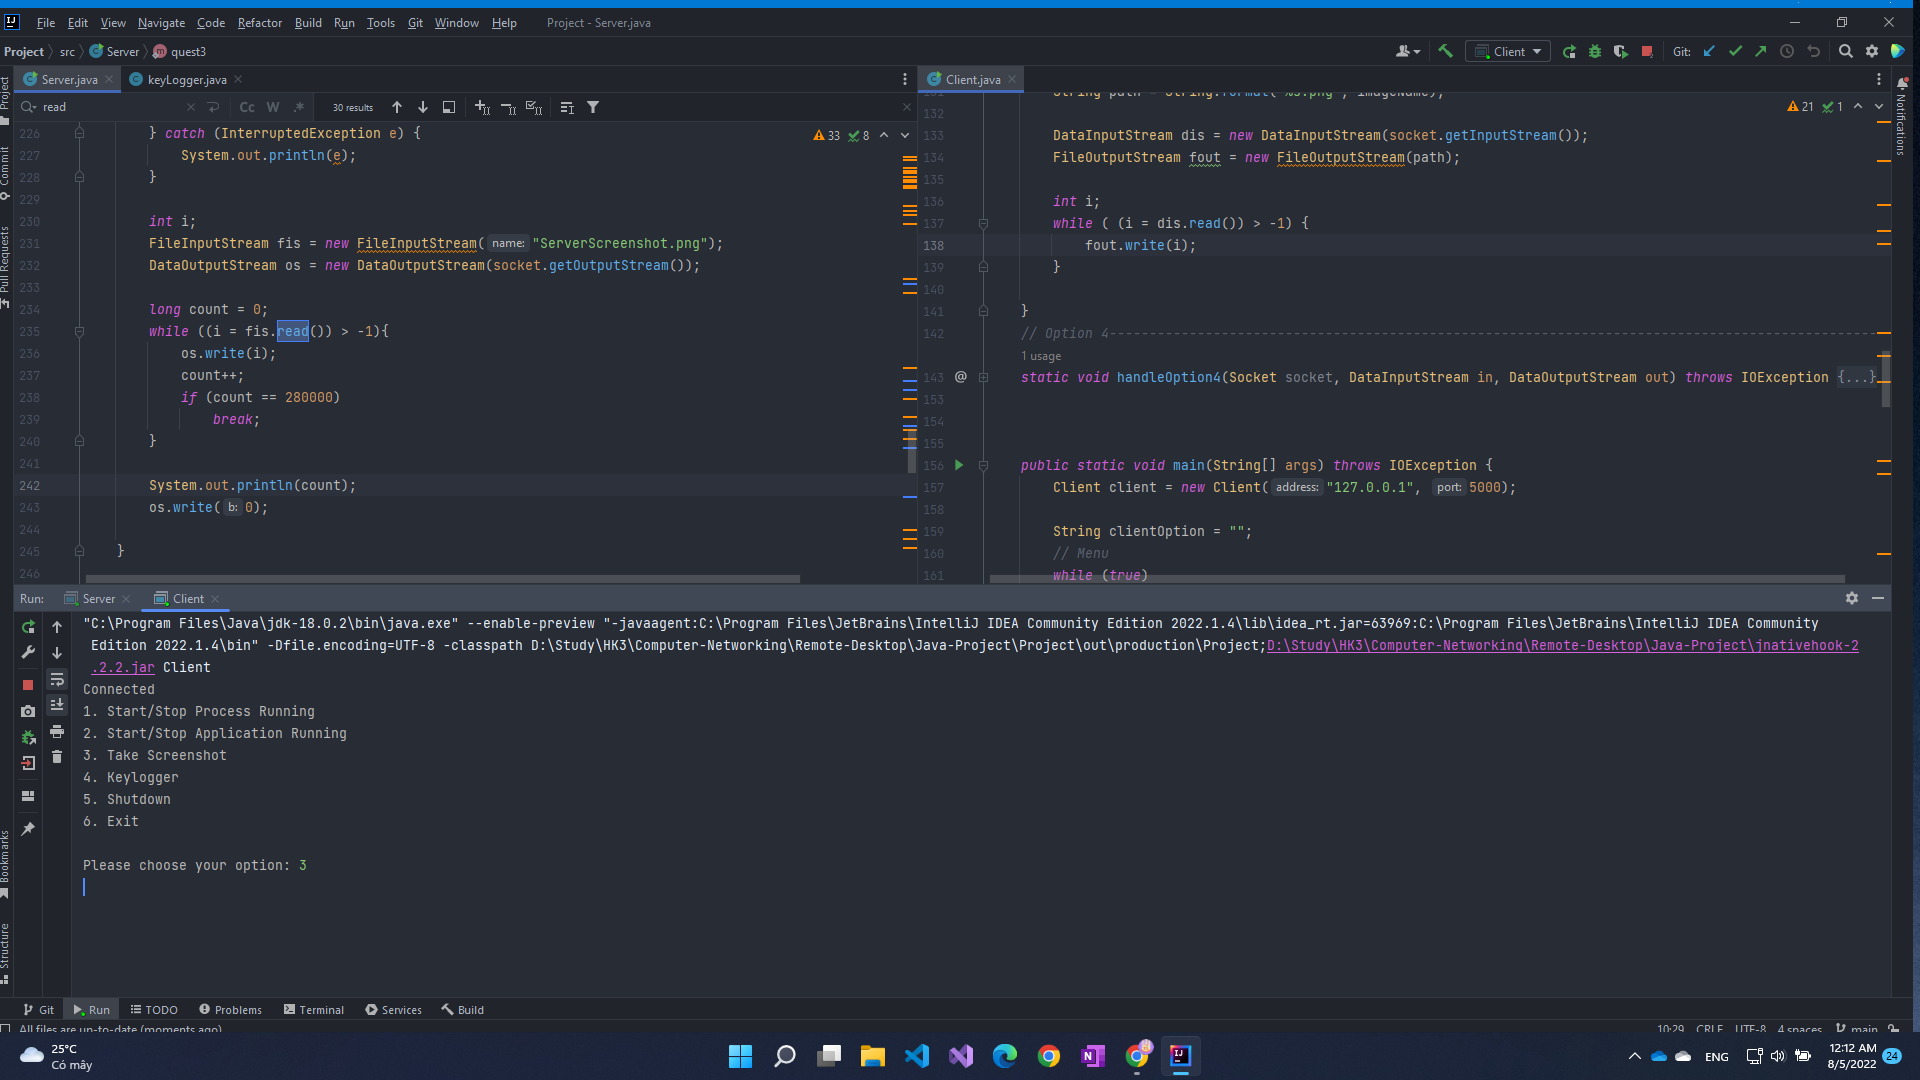 File Edit View Navigate Code Refactor Build Run Tools Git Window Help Project - Server.java
Project src Server quest3 Client Git:
Server.java keyLogger.java Client.java
read Cc W .* 30 results
226 } catch (InterruptedException e) {
227 System.out.println(e);
228 }
229
230 int i;
231 FileInputStream fis = new FileInputStream( name: "ServerScreenshot.png");
232 DataOutputStream os = new DataOutputStream(socket.getOutputStream());
233
234 long count = 0;
235 while ((i = fis.read()) > -1){
236 os.write(i);
237 count++;
238 if (count == 280000)
239 break;
240 }
241
242 System.out.println(count);
243 os.write( b: 0);
244
245 }
246
33 8
131 String path = String.format("%s.png", imageName);
132
133 DataInputStream dis = new DataInputStream(socket.getInputStream());
134 FileOutputStream fout = new FileOutputStream(path);
135
136 int i;
137 while ( (i = dis.read()) > -1) {
138 fout.write(i);
139 }
140
141 }
142 // Option 4------------------------------------------------------------------------------------------------
1 usage
143 @ static void handleOption4(Socket socket, DataInputStream in, DataOutputStream out) throws IOException {...}
153
154
155
156 public static void main(String[] args) throws IOException {
157 Client client = new Client( address: "127.0.0.1", port: 5000);
158
159 String clientOption = "";
160 // Menu
161 while (true)
21 1
Project
Commit
Pull Requests
Bookmarks
Structure
Notifications
Run: Server Client
"C:\Program Files\Java\jdk-18.0.2\bin\java.exe" --enable-preview "-javaagent:C:\Program Files\JetBrains\IntelliJ IDEA Community Edition 2022.1.4\lib\idea_rt.jar=63969:C:\Program Files\JetBrains\IntelliJ IDEA Community
Edition 2022.1.4\bin" -Dfile.encoding=UTF-8 -classpath D:\Study\HK3\Computer-Networking\Remote-Desktop\Java-Project\Project\out\production\Project;D:\Study\HK3\Computer-Networking\Remote-Desktop\Java-Project\jnativehook-2
.2.2.jar Client
Connected
1. Start/Stop Process Running
2. Start/Stop Application Running
3. Take Screenshot
4. Keylogger
5. Shutdown
6. Exit
Please choose your option: 3
Git Run TODO Problems Terminal Services Build
All files are up-to-date (moments ago) 10:29 CRLF UTF-8 4 spaces main
25°C
Có mây
ENG
12:12 AM
8/5/2022
24